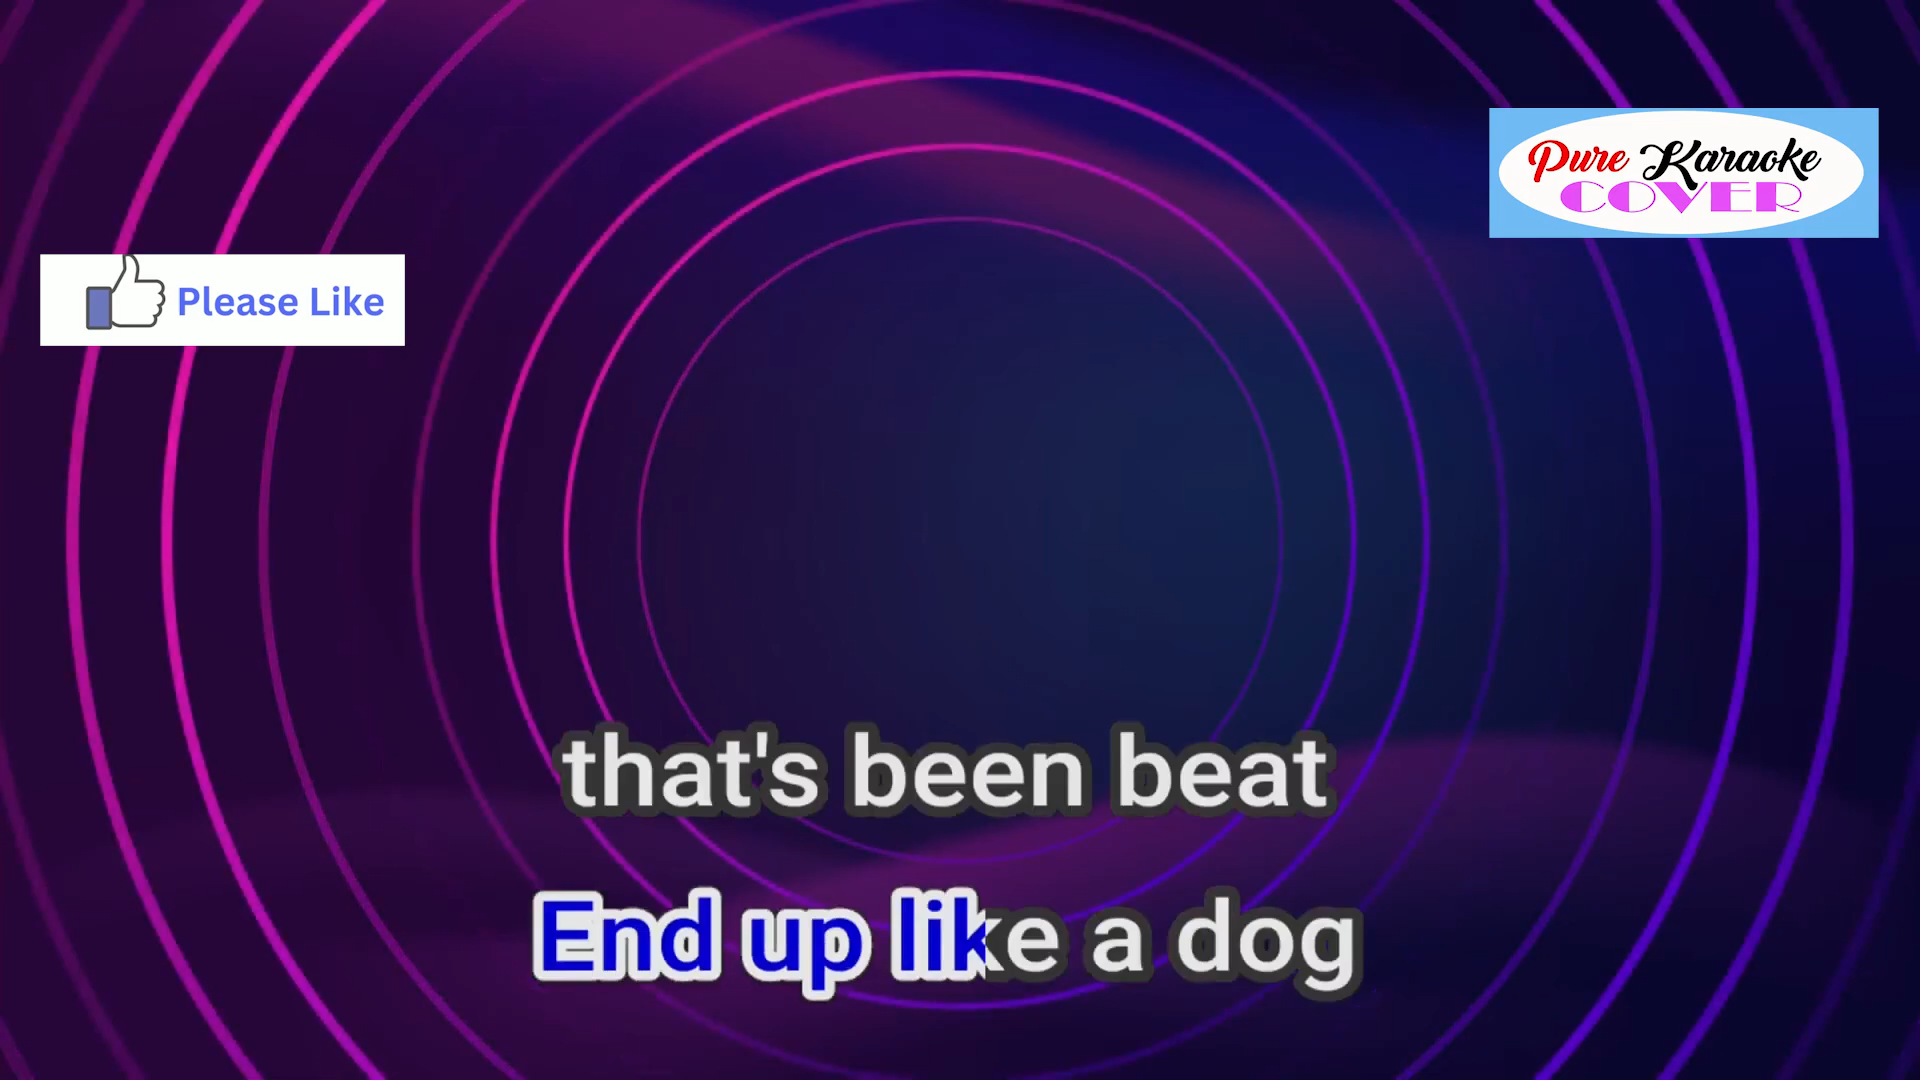 Pure Karaoke
COVER
Please Like
that's been beat
End up like a dog